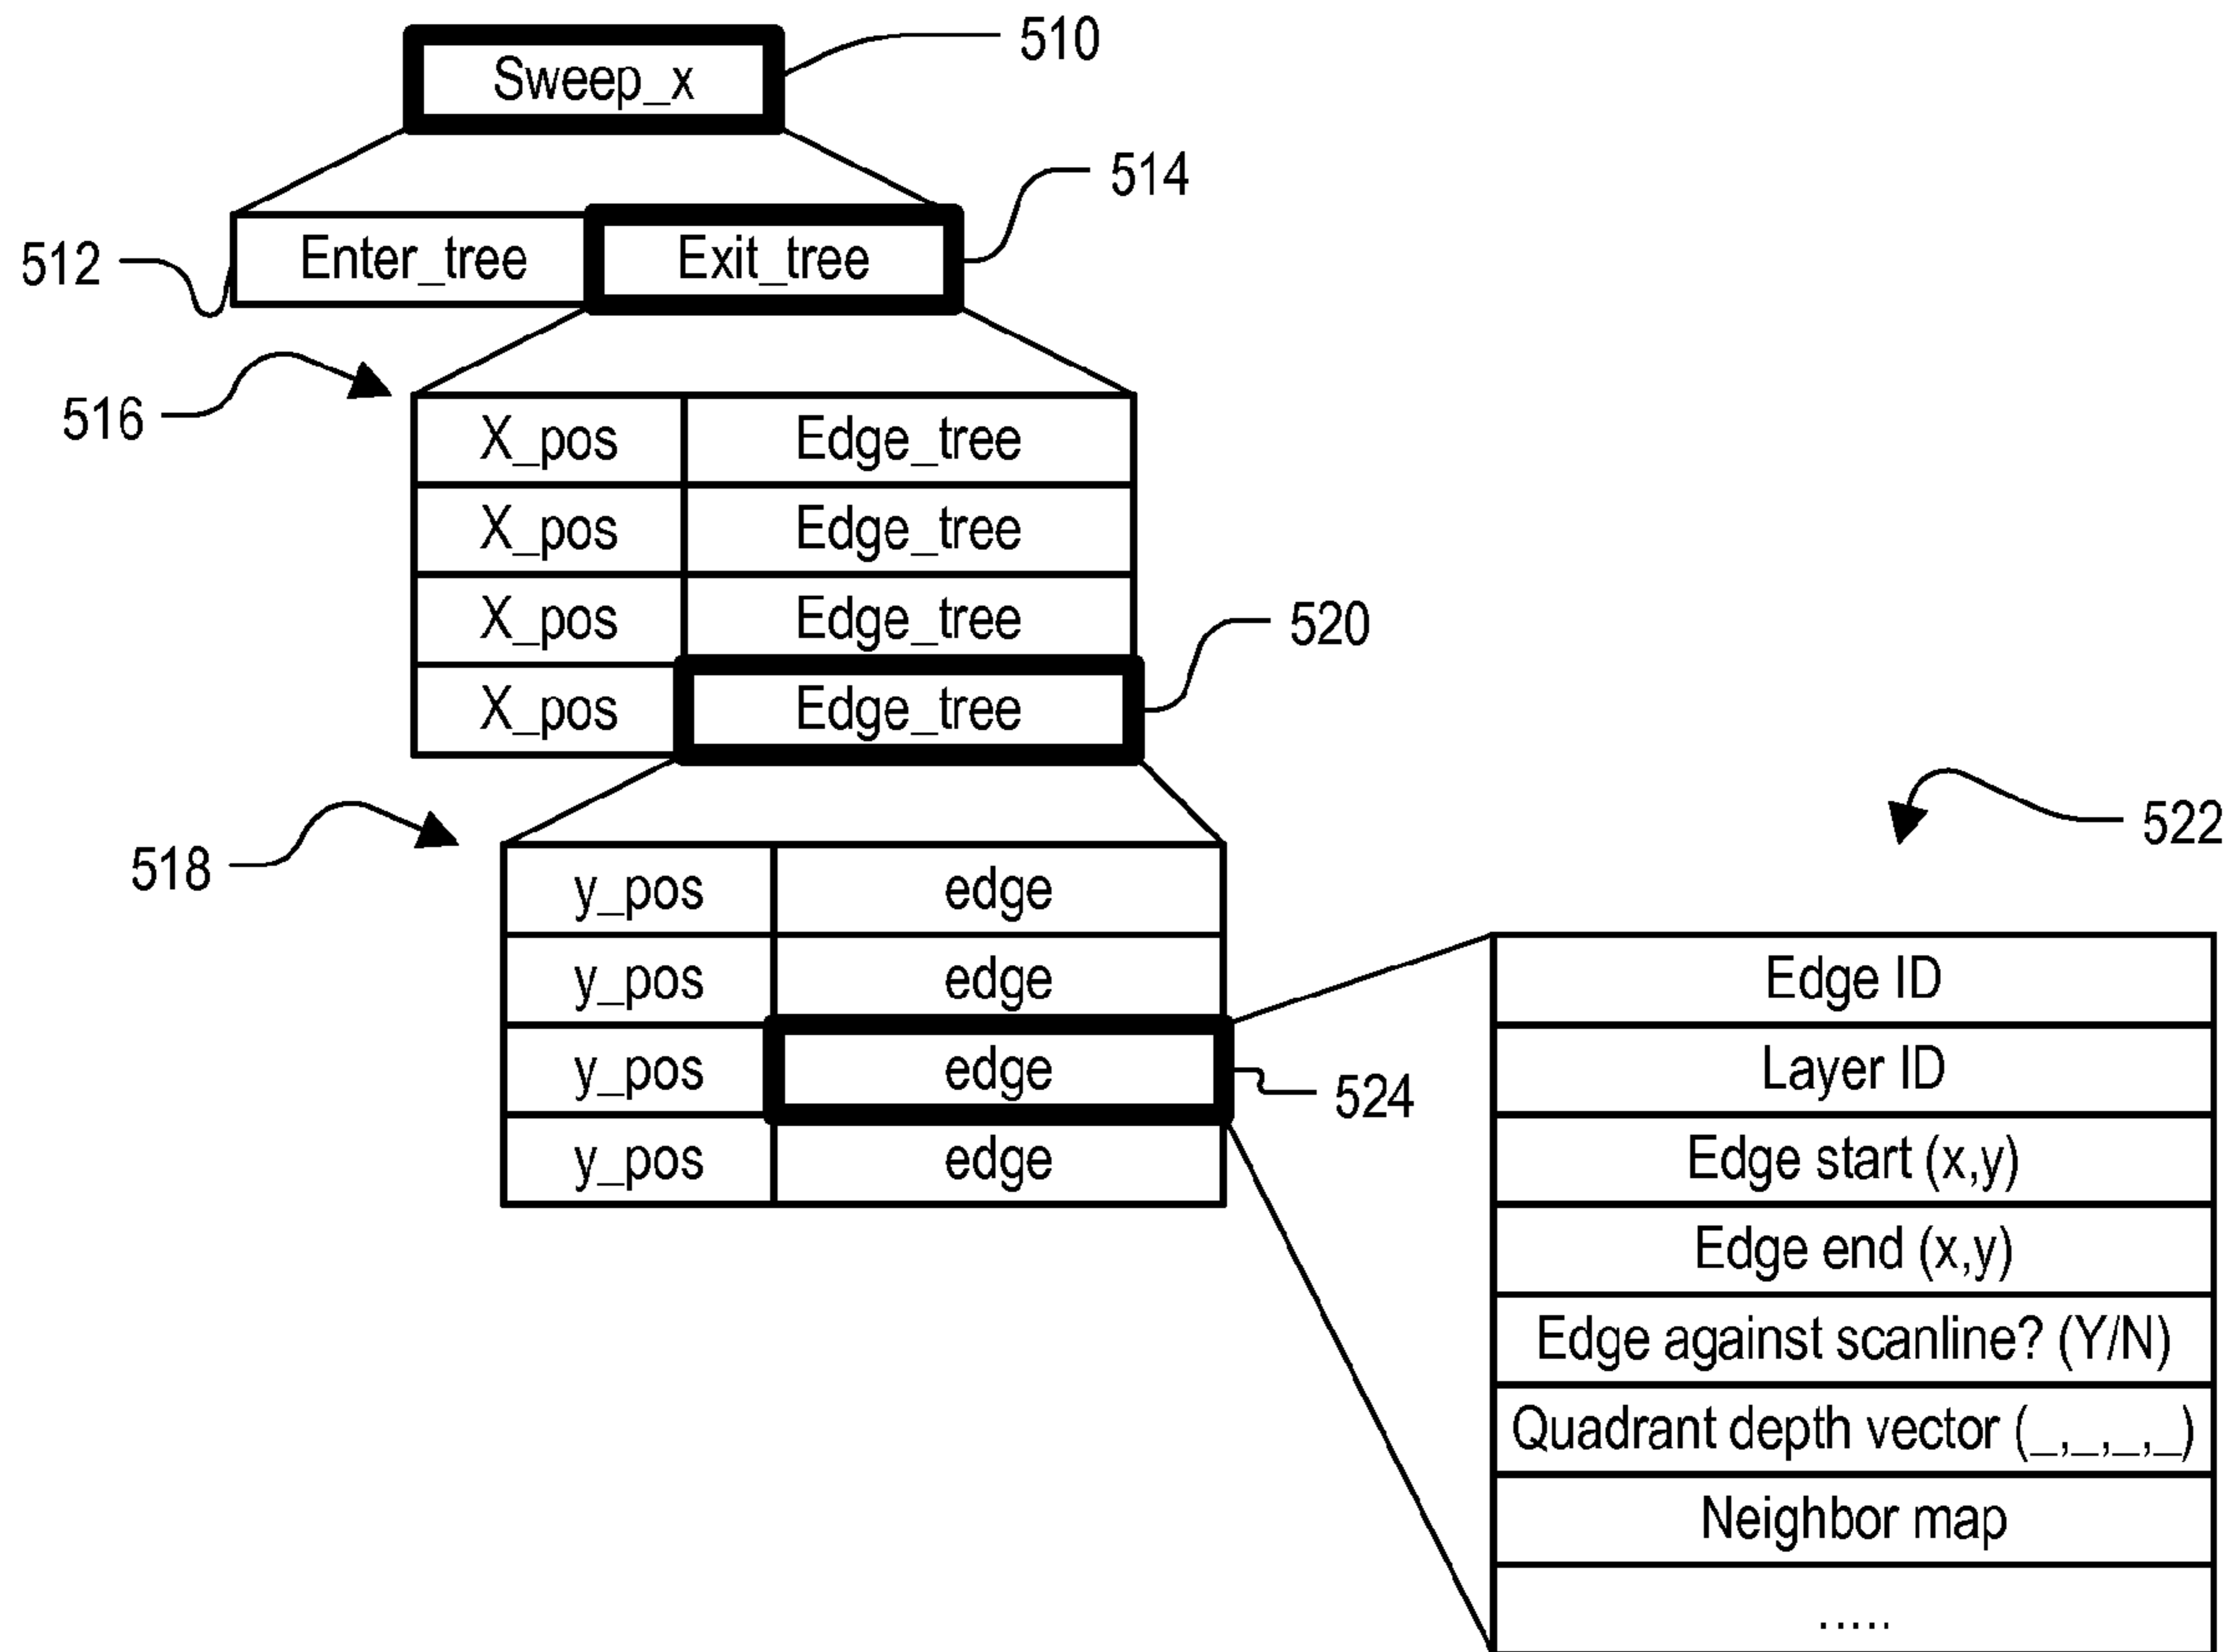 Sweep_x
510
514
512
Enter_tree
Exit_tree
516
X_pos
Edge_tree
X_pos
Edge_tree
X_pos
Edge_tree
520
X_pos
Edge_tree
518
522
y_pos
edge
y_pos
edge
y_pos
edge
524
y_pos
edge
Edge ID
Layer ID
Edge start (x,y)
Edge end (x,y)
Edge against scanline? (Y/N)
Quadrant depth vector (_,_,_,_)
Neighbor map
.....